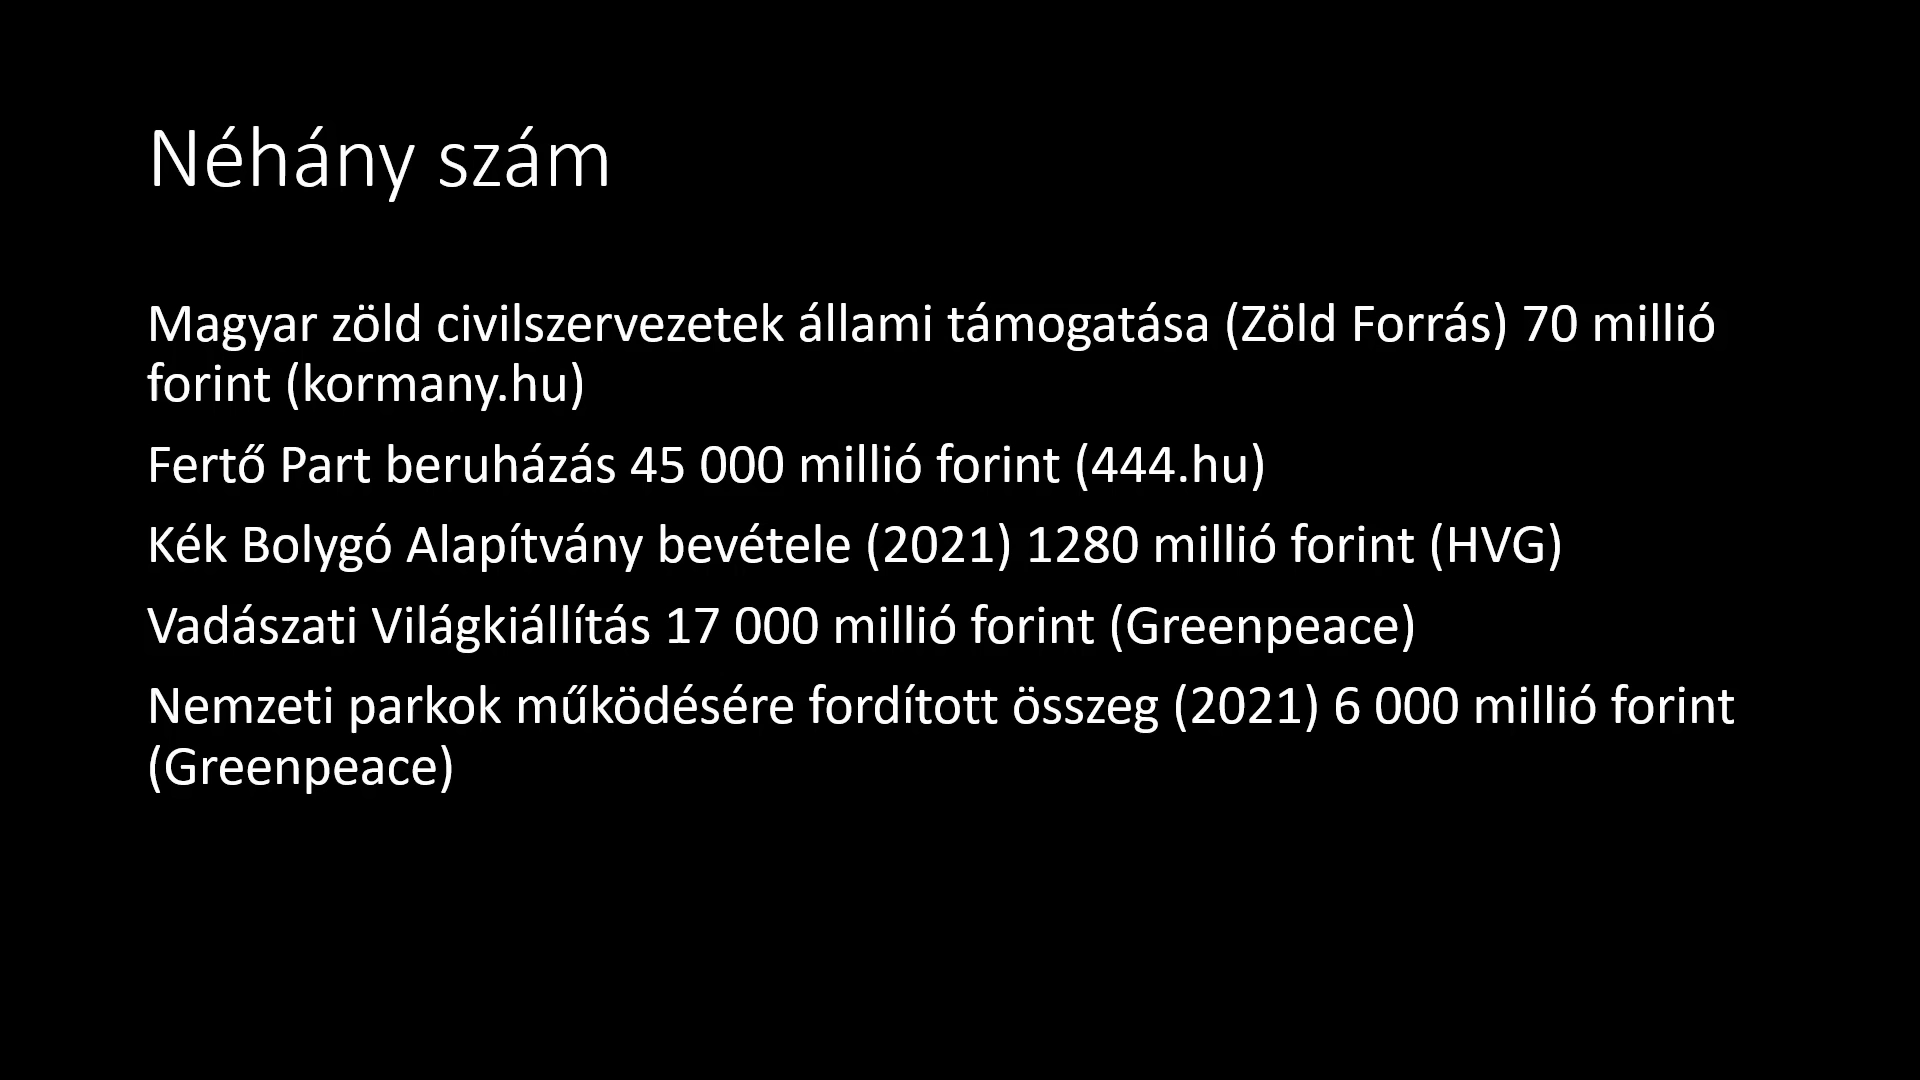 Néhány szám
Magyar zöld civilszervezetek állami támogatása (Zöld Forrás) 70 millió
forint (kormany.hu)
Fertő Part beruházás 45 000 millió forint (444.hu)
Kék Bolygó Alapítvány bevétele (2021) 1280 millió forint (HVG)
Vadászati Világkiállítás 17 000 millió forint (Greenpeace)
Nemzeti parkok működésére fordított összeg (2021) 6 000 millió forint
(Greenpeace)